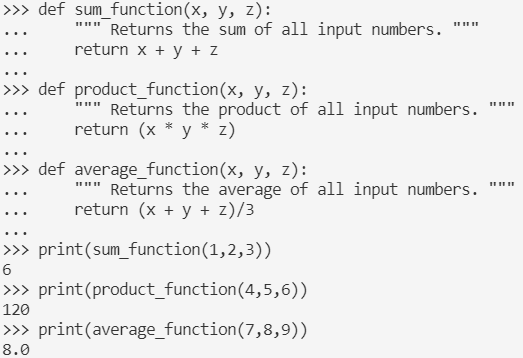 >>> def sum_function(x, y, z):
...     """ Returns the sum of all input numbers. """
...     return x + y + z
...
>>> def product_function(x, y, z):
...     """ Returns the product of all input numbers. """
...     return (x * y * z)
...
>>> def average_function(x, y, z):
...     """ Returns the average of all input numbers. """
...     return (x + y + z)/3
...
>>> print(sum_function(1,2,3))
6
>>> print(product_function(4,5,6))
120
>>> print(average_function(7,8,9))
8.0